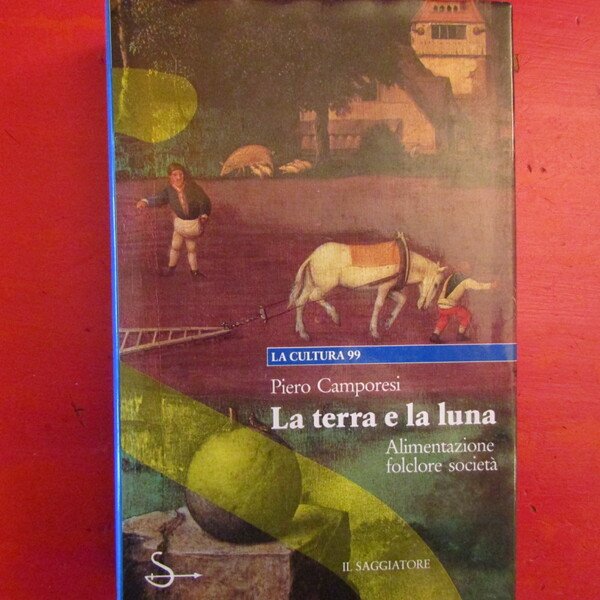 LA CULTURA 99
Piero Camporesi
La terra e la luna
Alimentazione
folclore società
IL SAGGIATORE